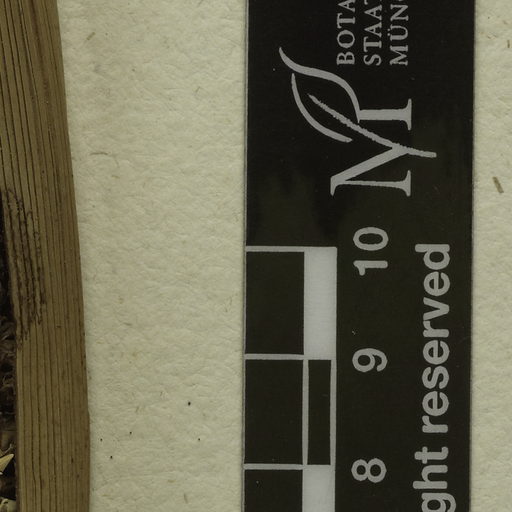 BOTA
STAAT
MÜN
M
10
9
8
ght reserved